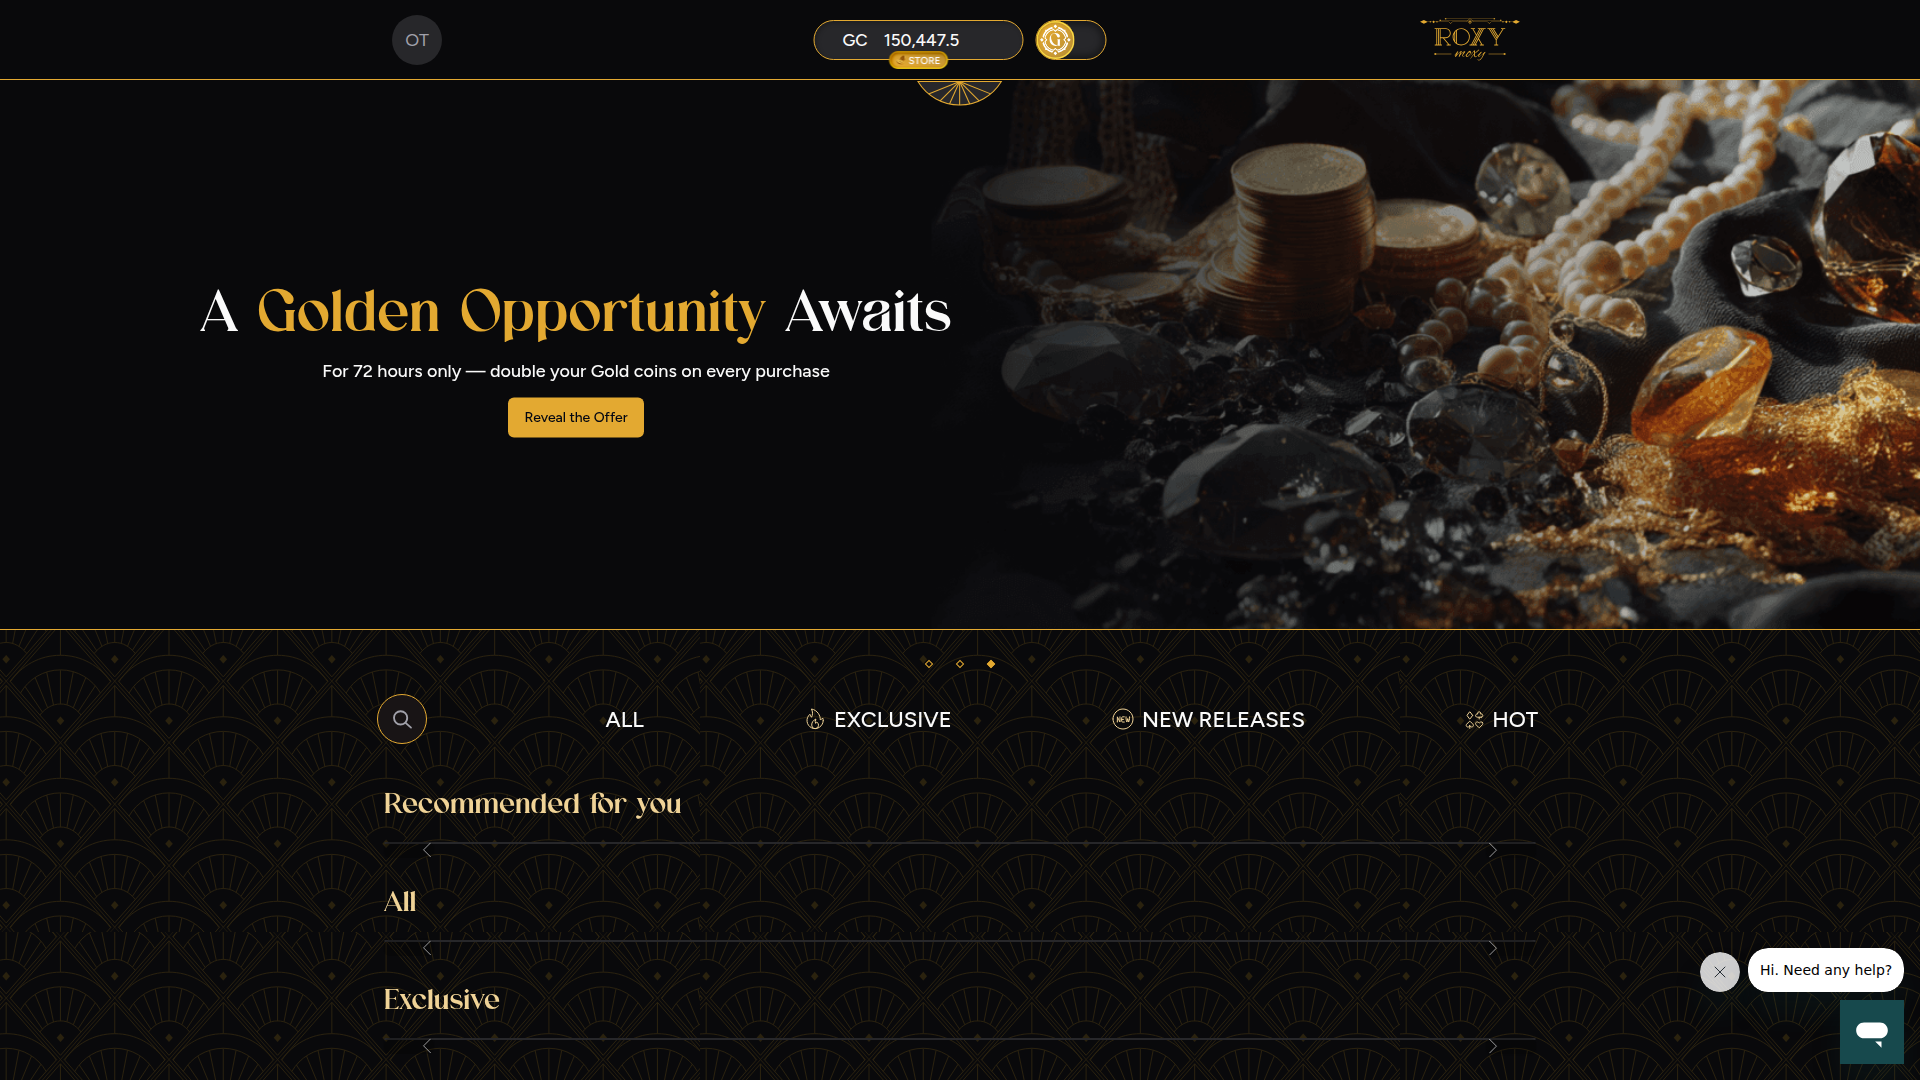 OT
GC 150,447.5
STORE
G
ROXY
moxy
A Golden Opportunity Awaits
For 72 hours only — double your Gold coins on every purchase
Reveal the Offer
ALL
EXCLUSIVE
NEW
NEW RELEASES
HOT
Recommended for you
All
Exclusive
Hi. Need any help?